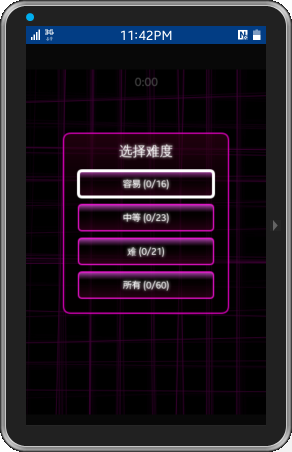 3G
11:42PM
0:00
选择难度
容易 (0/16)
中等 (0/23)
难 (0/21)
所有 (0/60)